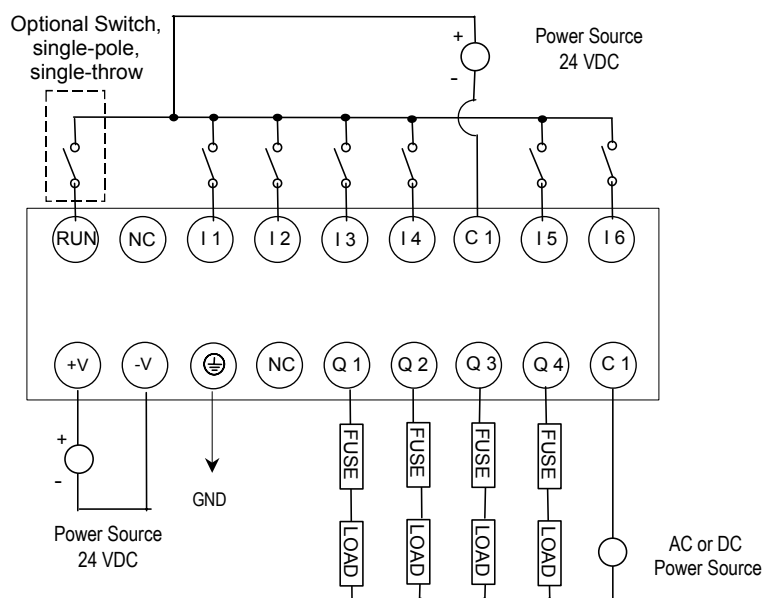 Optional Switch,
single-pole,
single-throw
+
-
Power Source
24 VDC
RUN
NC
I 1
I 2
I 3
I 4
C 1
I 5
I 6
+V
-V
NC
Q 1
Q 2
Q 3
Q 4
C 1
+
-
GND
Power Source
24 VDC
FUSE
FUSE
FUSE
FUSE
LOAD
LOAD
LOAD
LOAD
AC or DC
Power Source